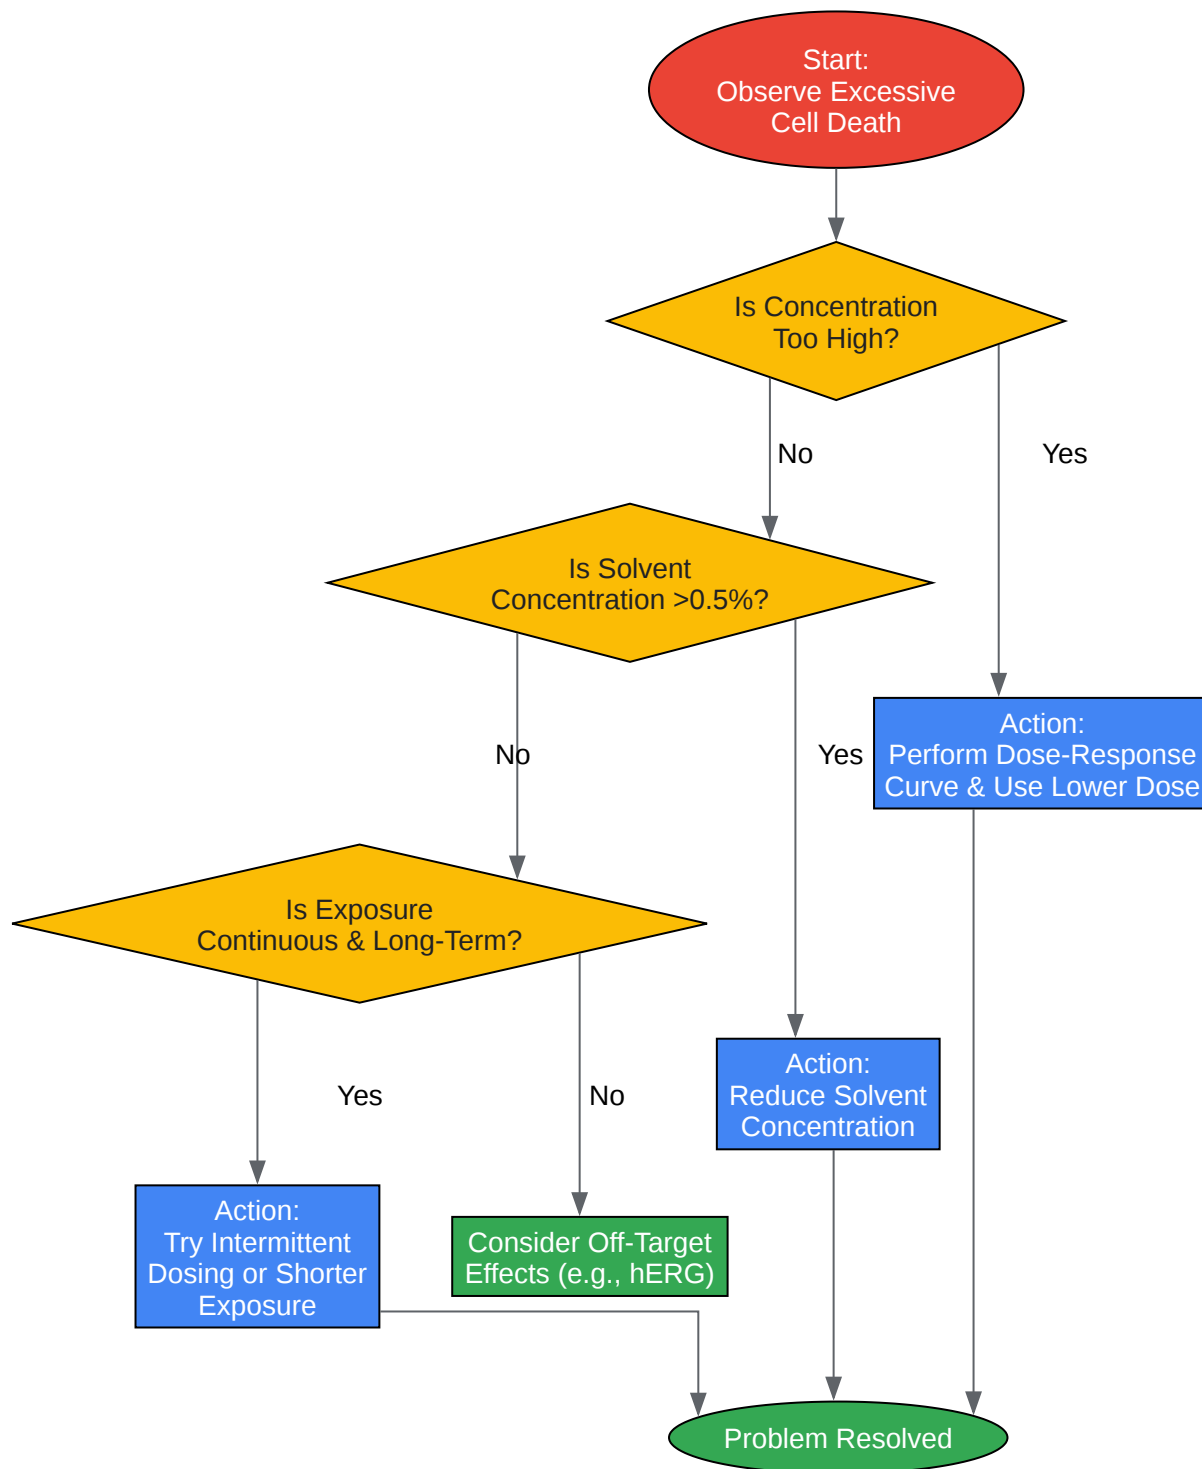 Start:
Observe Excessive
Cell Death
Is Concentration
Too High?
No
Yes
Is Solvent
Concentration >0.5%?
No
Yes
Action:
Perform Dose-Response
Curve & Use Lower Dose
Is Exposure
Continuous & Long-Term?
Yes
No
Action:
Reduce Solvent
Concentration
Action:
Try Intermittent
Dosing or Shorter
Exposure
Consider Off-Target
Effects (e.g., hERG)
Problem Resolved